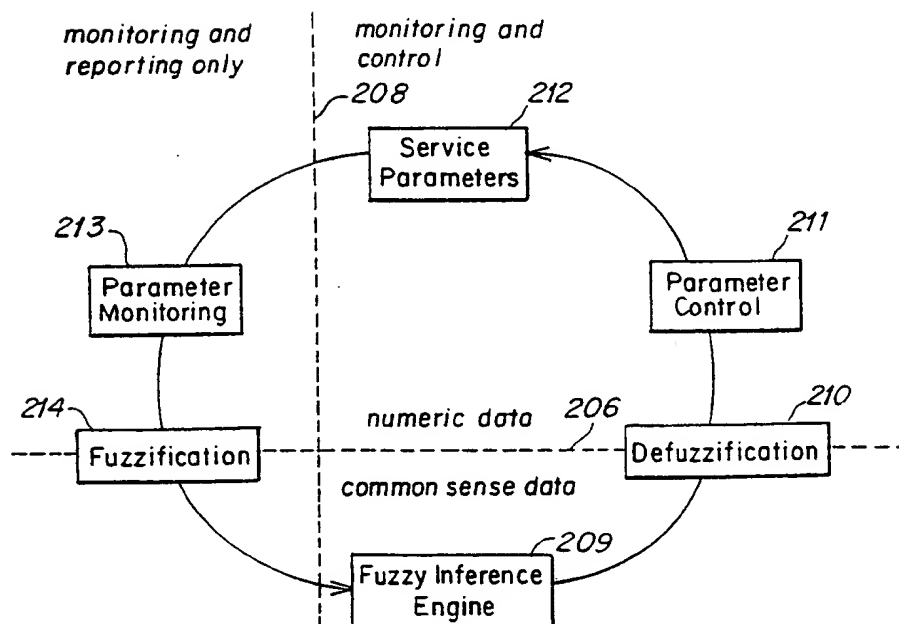 monitoring and
reporting only
monitoring and
control
208
212
Service
Parameters
213
211
Parameter
Monitoring
Parameter
Control
214
numeric data
206
210
Fuzzification
Defuzzification
common sense data
209
Fuzzy Inference
Engine